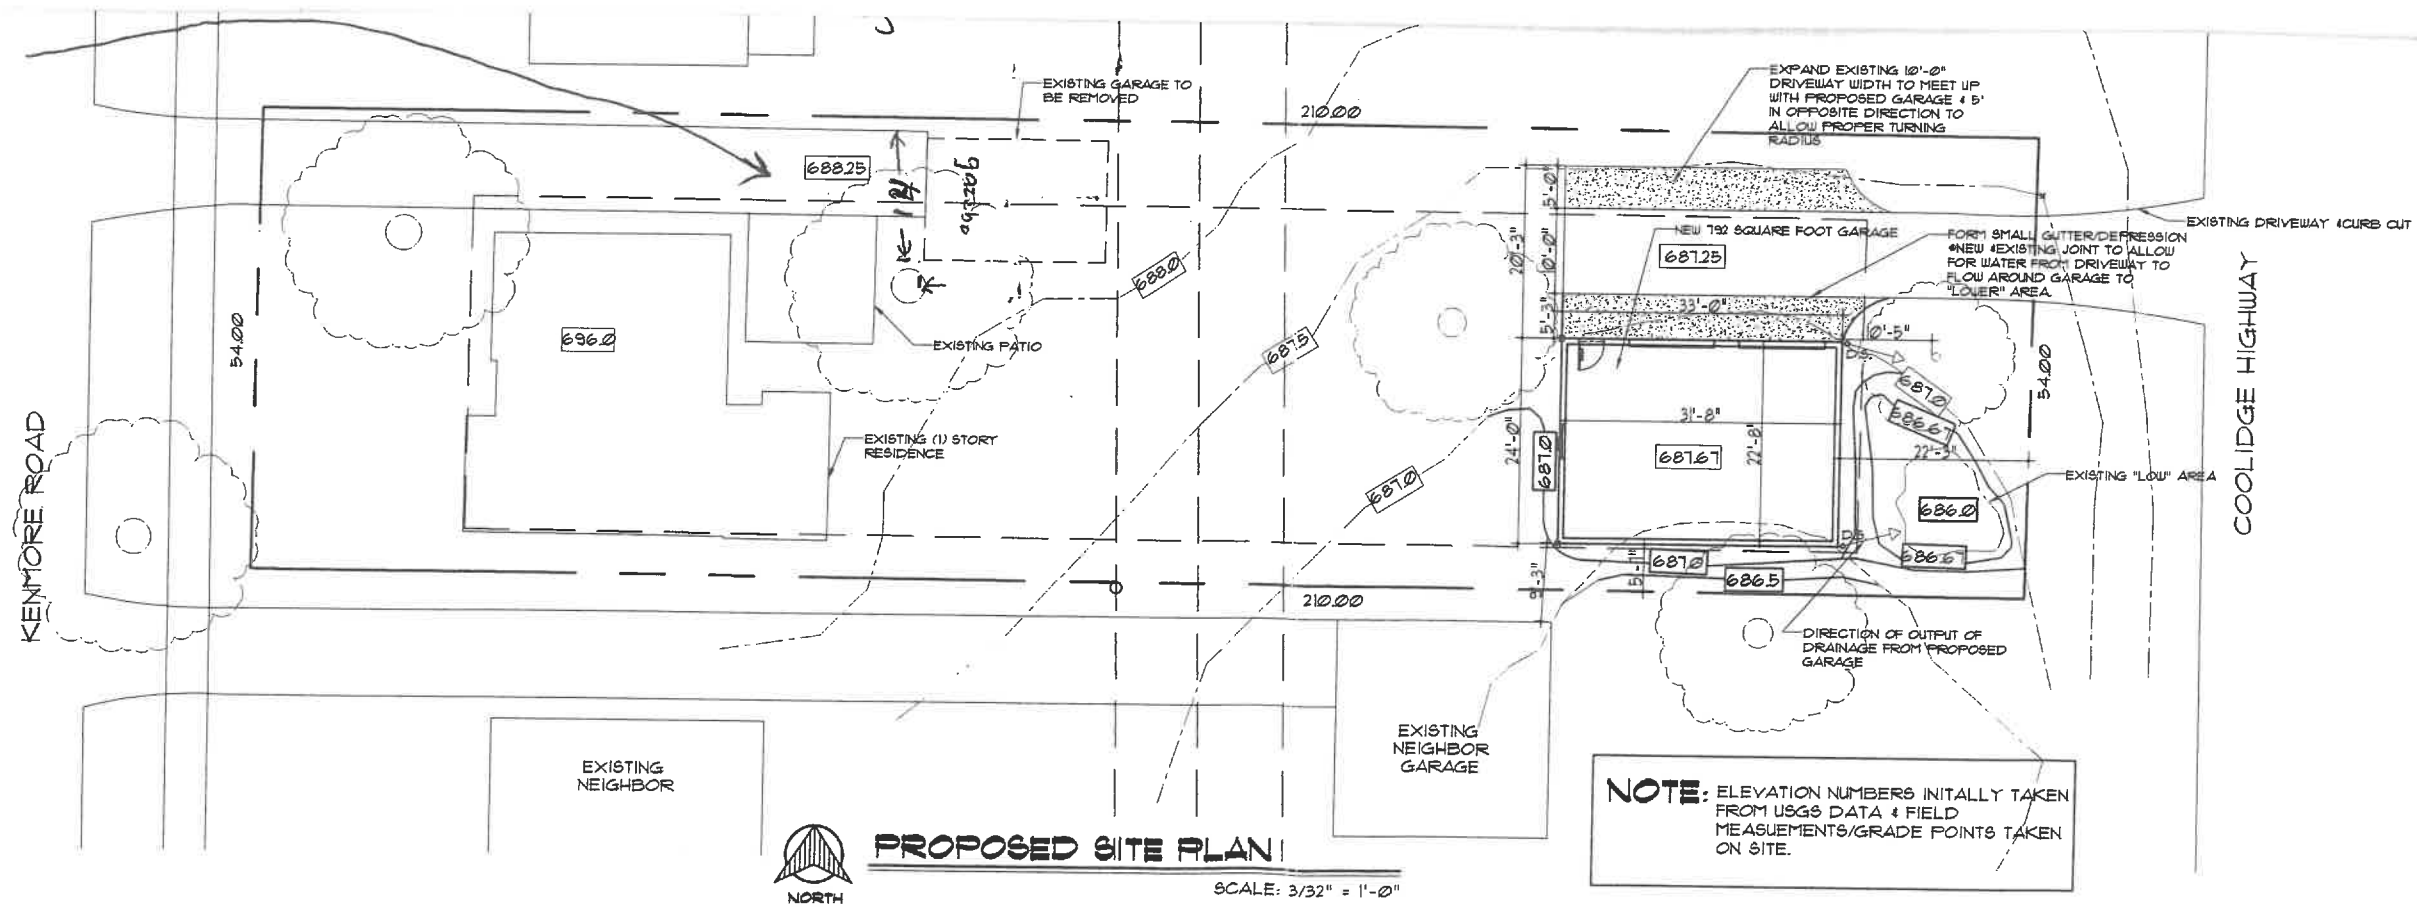 EXISTING GARAGE TO
BE REMOVED
210.00
EXPAND EXISTING 10'-0"
DRIVEWAY WIDTH TO MEET UP
WITH PROPOSED GARAGE & 5'
IN OPPOSITE DIRECTION TO
ALLOW PROPER TURNING
RADIUS
688.25
garage
5'-0"
10'-0"
5'-3"
20'-3"
EXISTING DRIVEWAY & CURB CUT
NEW 792 SQUARE FOOT GARAGE
687.25
FORM SMALL GUTTER/DEPRESSION
@NEW & EXISTING JOINT TO ALLOW
FOR WATER FROM DRIVEWAY TO
FLOW AROUND GARAGE TO
"LOWER" AREA
33'-0"
688.0
54.00
696.0
EXISTING PATIO
687.5
10'-5"
D.S.
54.00
687.0
686.67
31'-8"
22'-8"
24'-0"
687.0
687.67
22'-3"
EXISTING (1) STORY
RESIDENCE
687.0
EXISTING "LOW" AREA
686.0
D.S.
686.67
687.0
686.5
5'-1"
9'-3"
210.00
KENMORE ROAD
COOLIDGE HIGHWAY
DIRECTION OF OUTPUT OF
DRAINAGE FROM PROPOSED
GARAGE
EXISTING
NEIGHBOR
EXISTING
NEIGHBOR
GARAGE
NOTE: ELEVATION NUMBERS INITALLY TAKEN
FROM USGS DATA & FIELD
MEASUEMENTS/GRADE POINTS TAKEN
ON SITE.
NORTH
PROPOSED SITE PLAN
SCALE: 3/32" = 1'-0"